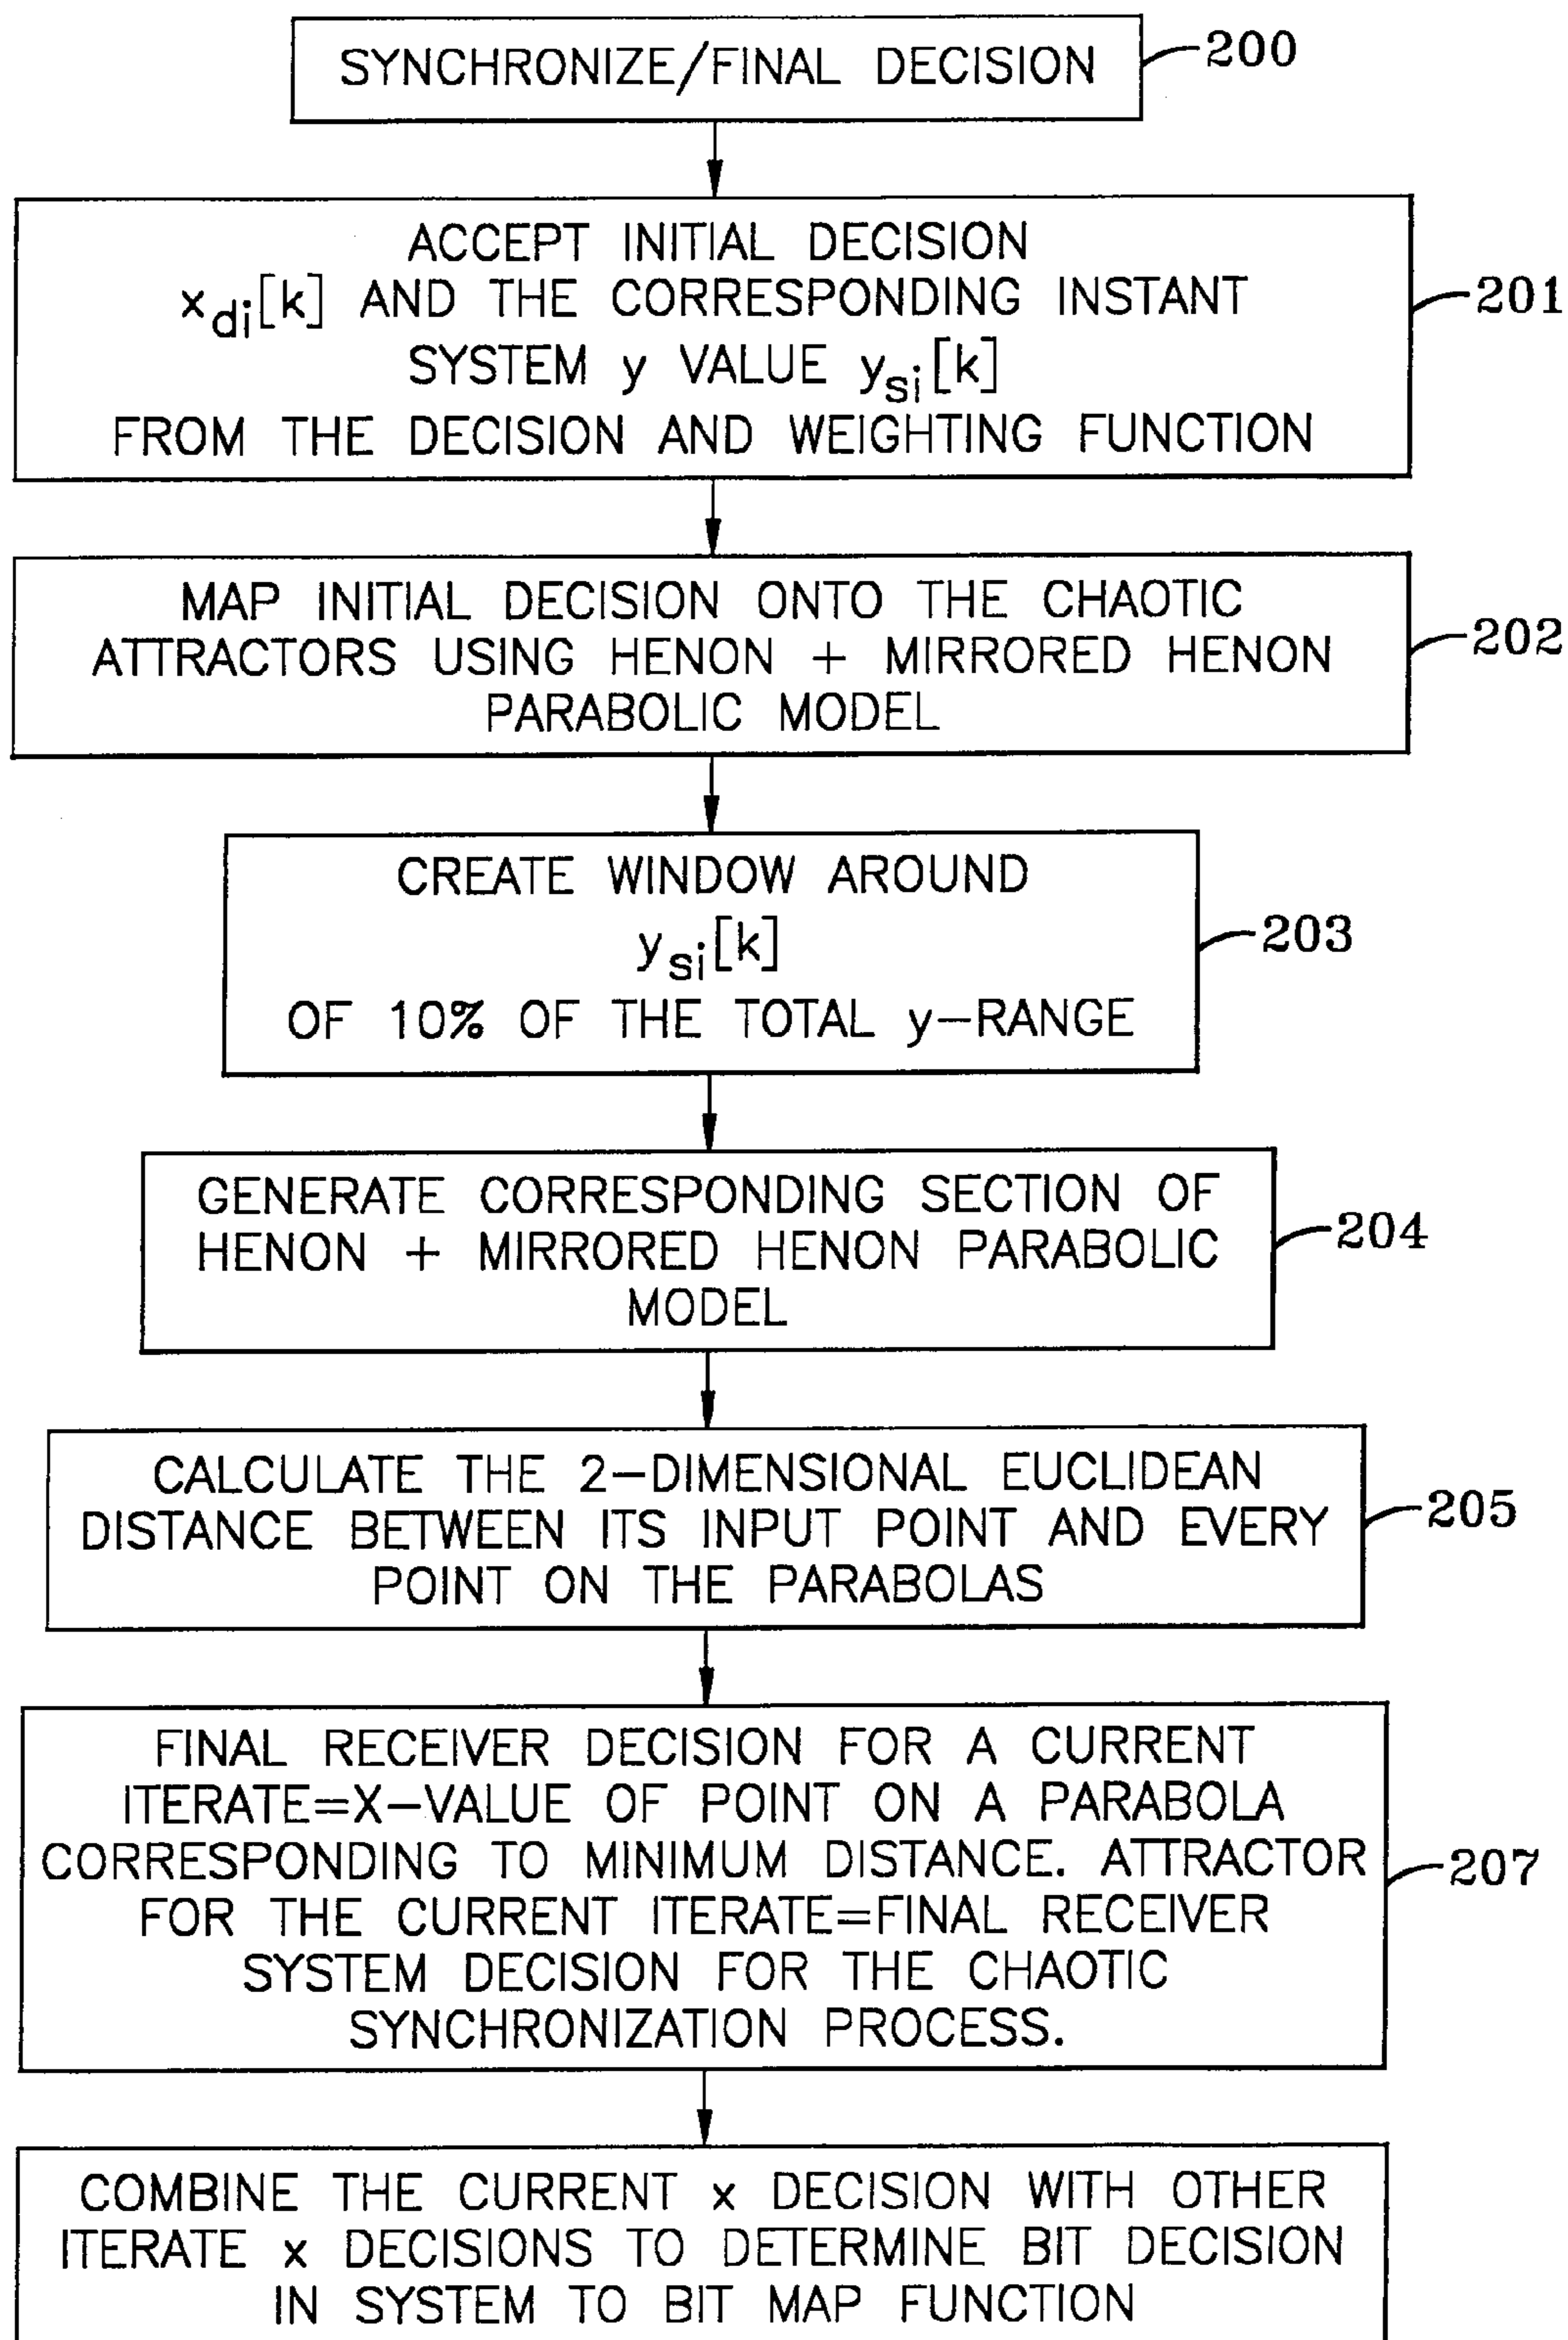 SYNCHRONIZE/FINAL DECISION
200
ACCEPT INITIAL DECISION
x_di[k] AND THE CORRESPONDING INSTANT
SYSTEM y VALUE y_si[k]
FROM THE DECISION AND WEIGHTING FUNCTION
201
MAP INITIAL DECISION ONTO THE CHAOTIC
ATTRACTORS USING HENON + MIRRORED HENON
PARABOLIC MODEL
202
CREATE WINDOW AROUND
y_si[k]
OF 10% OF THE TOTAL y-RANGE
203
GENERATE CORRESPONDING SECTION OF
HENON + MIRRORED HENON PARABOLIC
MODEL
204
CALCULATE THE 2-DIMENSIONAL EUCLIDEAN
DISTANCE BETWEEN ITS INPUT POINT AND EVERY
POINT ON THE PARABOLAS
205
FINAL RECEIVER DECISION FOR A CURRENT
ITERATE=X-VALUE OF POINT ON A PARABOLA
CORRESPONDING TO MINIMUM DISTANCE. ATTRACTOR
FOR THE CURRENT ITERATE=FINAL RECEIVER
SYSTEM DECISION FOR THE CHAOTIC
SYNCHRONIZATION PROCESS.
207
COMBINE THE CURRENT x DECISION WITH OTHER
ITERATE x DECISIONS TO DETERMINE BIT DECISION
IN SYSTEM TO BIT MAP FUNCTION